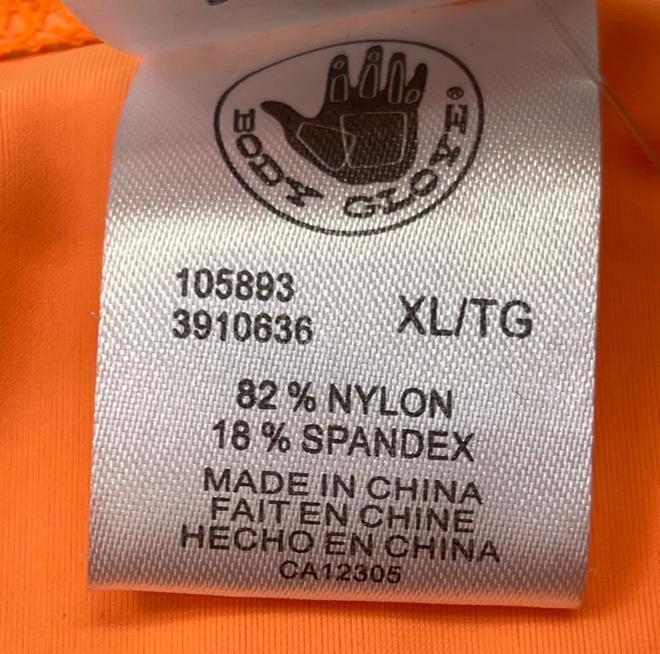 BODY GLOVE®
105893
3910636
XL/TG
82 % NYLON
18 % SPANDEX
MADE IN CHINA
FAIT EN CHINE
HECHO EN CHINA
CA12305